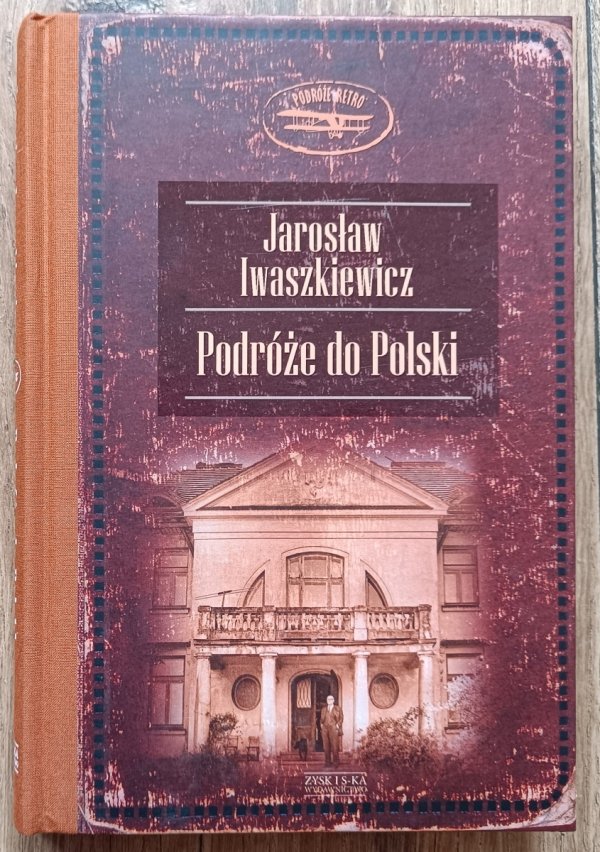 PODRÓŻE RETRO
Jarosław
Iwaszkiewicz
Podróże do Polski
ZYSK I S-KA
WYDAWNICTWO